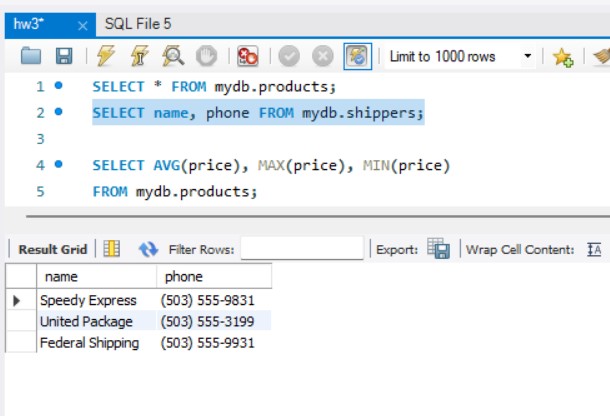 hw3* × SQL File 5
Limit to 1000 rows
1 SELECT * FROM mydb.products;
2 SELECT name, phone FROM mydb.shippers;
3
4 SELECT AVG(price), MAX(price), MIN(price)
5 FROM mydb.products;
Result Grid Filter Rows: Export: Wrap Cell Content: IA
name phone
Speedy Express (503) 555-9831
United Package (503) 555-3199
Federal Shipping (503) 555-9931